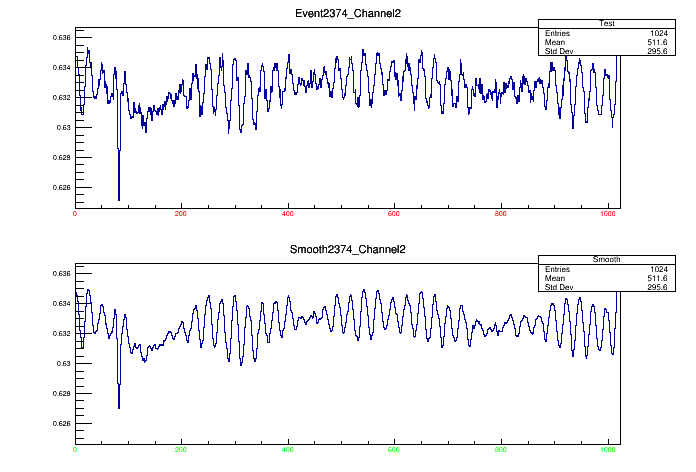 Event2374_Channel2
Test
Entries 1024
Mean 511.6
Std Dev 295.6
0.636
0.634
0.632
0.63
0.628
0.626
0 200 400 600 800 1000
Smooth2374_Channel2
Smooth
Entries 1024
Mean 511.6
Std Dev 295.6
0.636
0.634
0.632
0.63
0.628
0.626
0 200 400 600 800 1000